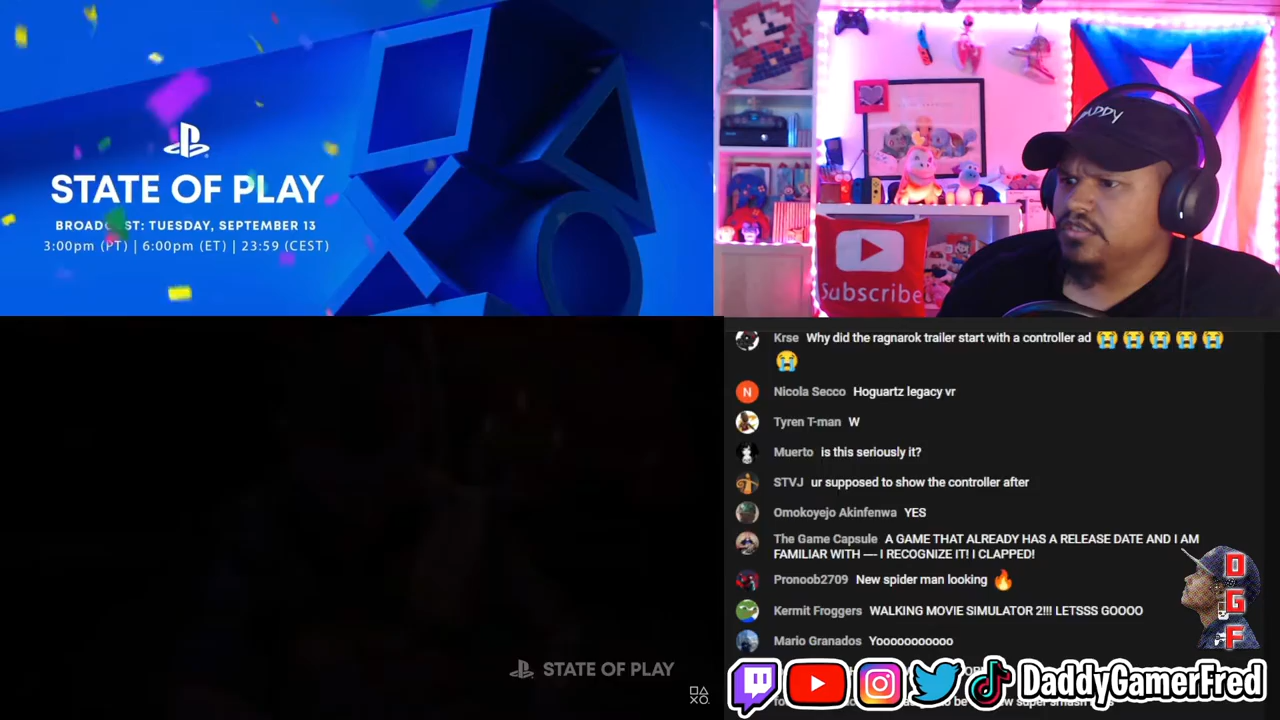 STATE OF PLAY
BROADCAST: TUESDAY, SEPTEMBER 13
3:00pm (PT) | 6:00pm (ET) | 23:59 (CEST)
Subscribe
STATE OF PLAY
Krse Why did the ragnarok trailer start with a controller ad 😭😭😭😭😭
😭
Nicola Secco Hoguartz legacy vr
Tyren T-man W
Muerto is this seriously it?
STVJ ur supposed to show the controller after
Omokoyejo Akinfenwa YES
The Game Capsule A GAME THAT ALREADY HAS A RELEASE DATE AND I AM
FAMILIAR WITH –– I RECOGNIZE IT! I CLAPPED!
Pronoob2709 New spider man looking 🔥
Kermit Froggers WALKING MOVIE SIMULATOR 2!!! LETSSS GOOOO
Mario Granados Yooooooooooo
DGF
DaddyGamerFred